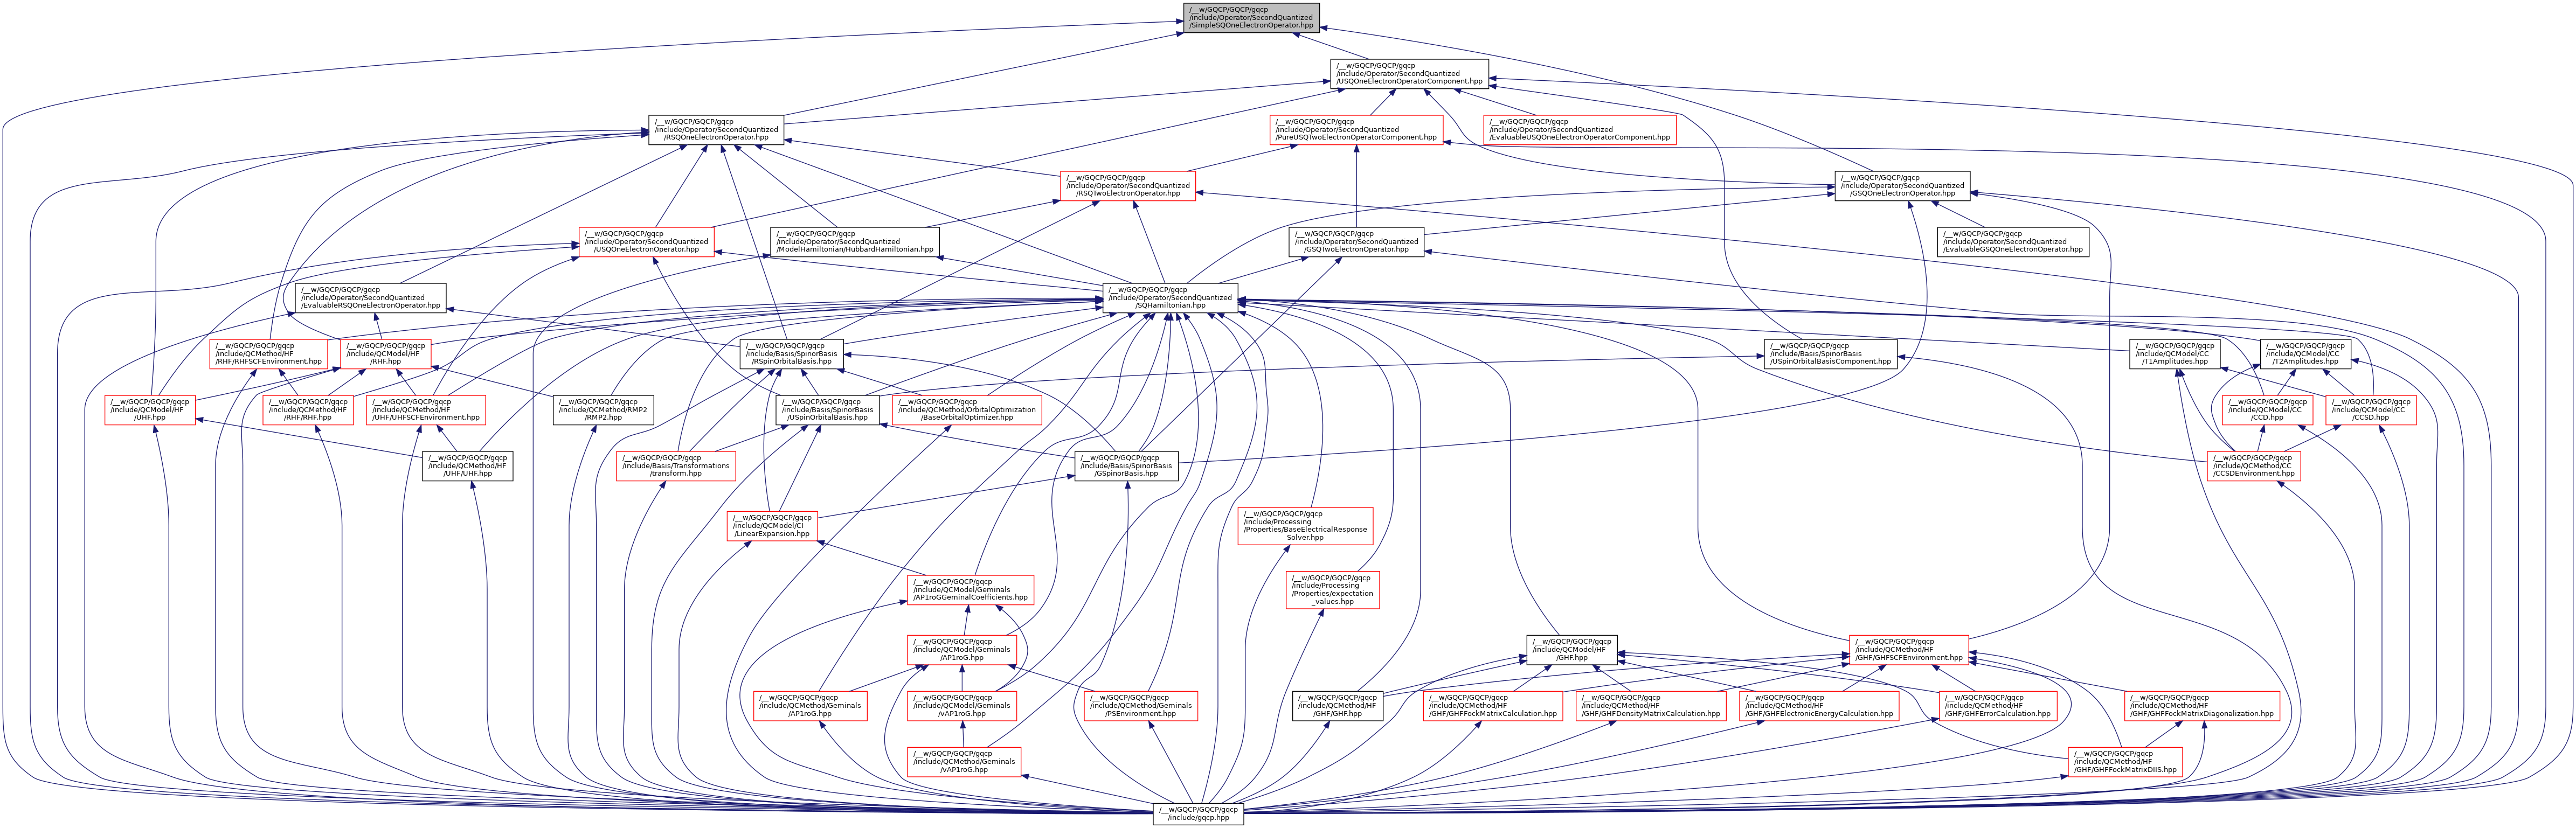 /__w/GQCP/GQCP/gqcp
/include/Operator/SecondQuantized
/SimpleSQOneElectronOperator.hpp
/__w/GQCP/GQCP/gqcp
/include/Operator/SecondQuantized
/USQOneElectronOperatorComponent.hpp
/__w/GQCP/GQCP/gqcp
/include/Operator/SecondQuantized
/RSQOneElectronOperator.hpp
/__w/GQCP/GQCP/gqcp
/include/Operator/SecondQuantized
/PureUSQTwoElectronOperatorComponent.hpp
/__w/GQCP/GQCP/gqcp
/include/Operator/SecondQuantized
/EvaluableUSQOneElectronOperatorComponent.hpp
/__w/GQCP/GQCP/gqcp
/include/Operator/SecondQuantized
/RSQTwoElectronOperator.hpp
/__w/GQCP/GQCP/gqcp
/include/Operator/SecondQuantized
/GSQOneElectronOperator.hpp
/__w/GQCP/GQCP/gqcp
/include/Operator/SecondQuantized
/USQOneElectronOperator.hpp
/__w/GQCP/GQCP/gqcp
/include/Operator/SecondQuantized
/ModelHamiltonian/HubbardHamiltonian.hpp
/__w/GQCP/GQCP/gqcp
/include/Operator/SecondQuantized
/GSQTwoElectronOperator.hpp
/__w/GQCP/GQCP/gqcp
/include/Operator/SecondQuantized
/EvaluableGSQOneElectronOperator.hpp
/__w/GQCP/GQCP/gqcp
/include/Operator/SecondQuantized
/EvaluableRSQOneElectronOperator.hpp
/__w/GQCP/GQCP/gqcp
/include/Operator/SecondQuantized
/SQHamiltonian.hpp
/__w/GQCP/GQCP/gqcp
/include/QCMethod/HF
/RHF/RHFSCFEnvironment.hpp
/__w/GQCP/GQCP/gqcp
/include/QCModel/HF
/RHF.hpp
/__w/GQCP/GQCP/gqcp
/include/Basis/SpinorBasis
/RSpinOrbitalBasis.hpp
/__w/GQCP/GQCP/gqcp
/include/Basis/SpinorBasis
/USpinOrbitalBasisComponent.hpp
/__w/GQCP/GQCP/gqcp
/include/QCModel/CC
/T1Amplitudes.hpp
/__w/GQCP/GQCP/gqcp
/include/QCModel/CC
/T2Amplitudes.hpp
/__w/GQCP/GQCP/gqcp
/include/QCModel/HF
/UHF.hpp
/__w/GQCP/GQCP/gqcp
/include/QCMethod/HF
/RHF/RHF.hpp
/__w/GQCP/GQCP/gqcp
/include/QCMethod/HF
/UHF/UHFSCFEnvironment.hpp
/__w/GQCP/GQCP/gqcp
/include/QCMethod/RMP2
/RMP2.hpp
/__w/GQCP/GQCP/gqcp
/include/Basis/SpinorBasis
/USpinOrbitalBasis.hpp
/__w/GQCP/GQCP/gqcp
/include/QCMethod/OrbitalOptimization
/BaseOrbitalOptimizer.hpp
/__w/GQCP/GQCP/gqcp
/include/QCModel/CC
/CCD.hpp
/__w/GQCP/GQCP/gqcp
/include/QCModel/CC
/CCSD.hpp
/__w/GQCP/GQCP/gqcp
/include/QCMethod/HF
/UHF/UHF.hpp
/__w/GQCP/GQCP/gqcp
/include/Basis/Transformations
/transform.hpp
/__w/GQCP/GQCP/gqcp
/include/Basis/SpinorBasis
/GSpinorBasis.hpp
/__w/GQCP/GQCP/gqcp
/include/QCMethod/CC
/CCSDEnvironment.hpp
/__w/GQCP/GQCP/gqcp
/include/QCModel/CI
/LinearExpansion.hpp
/__w/GQCP/GQCP/gqcp
/include/Processing
/Properties/BaseElectricalResponse
Solver.hpp
/__w/GQCP/GQCP/gqcp
/include/QCModel/Geminals
/AP1roGGeminalCoefficients.hpp
/__w/GQCP/GQCP/gqcp
/include/Processing
/Properties/expectation
_values.hpp
/__w/GQCP/GQCP/gqcp
/include/QCModel/Geminals
/AP1roG.hpp
/__w/GQCP/GQCP/gqcp
/include/QCModel/HF
/GHF.hpp
/__w/GQCP/GQCP/gqcp
/include/QCMethod/HF
/GHF/GHFSCFEnvironment.hpp
/__w/GQCP/GQCP/gqcp
/include/QCMethod/Geminals
/AP1roG.hpp
/__w/GQCP/GQCP/gqcp
/include/QCModel/Geminals
/vAP1roG.hpp
/__w/GQCP/GQCP/gqcp
/include/QCMethod/Geminals
/PSEnvironment.hpp
/__w/GQCP/GQCP/gqcp
/include/QCMethod/HF
/GHF/GHF.hpp
/__w/GQCP/GQCP/gqcp
/include/QCMethod/HF
/GHF/GHFFockMatrixCalculation.hpp
/__w/GQCP/GQCP/gqcp
/include/QCMethod/HF
/GHF/GHFDensityMatrixCalculation.hpp
/__w/GQCP/GQCP/gqcp
/include/QCMethod/HF
/GHF/GHFElectronicEnergyCalculation.hpp
/__w/GQCP/GQCP/gqcp
/include/QCMethod/HF
/GHF/GHFErrorCalculation.hpp
/__w/GQCP/GQCP/gqcp
/include/QCMethod/HF
/GHF/GHFFockMatrixDiagonalization.hpp
/__w/GQCP/GQCP/gqcp
/include/QCMethod/Geminals
/vAP1roG.hpp
/__w/GQCP/GQCP/gqcp
/include/QCMethod/HF
/GHF/GHFFockMatrixDIIS.hpp
/__w/GQCP/GQCP/gqcp
/include/gqcp.hpp